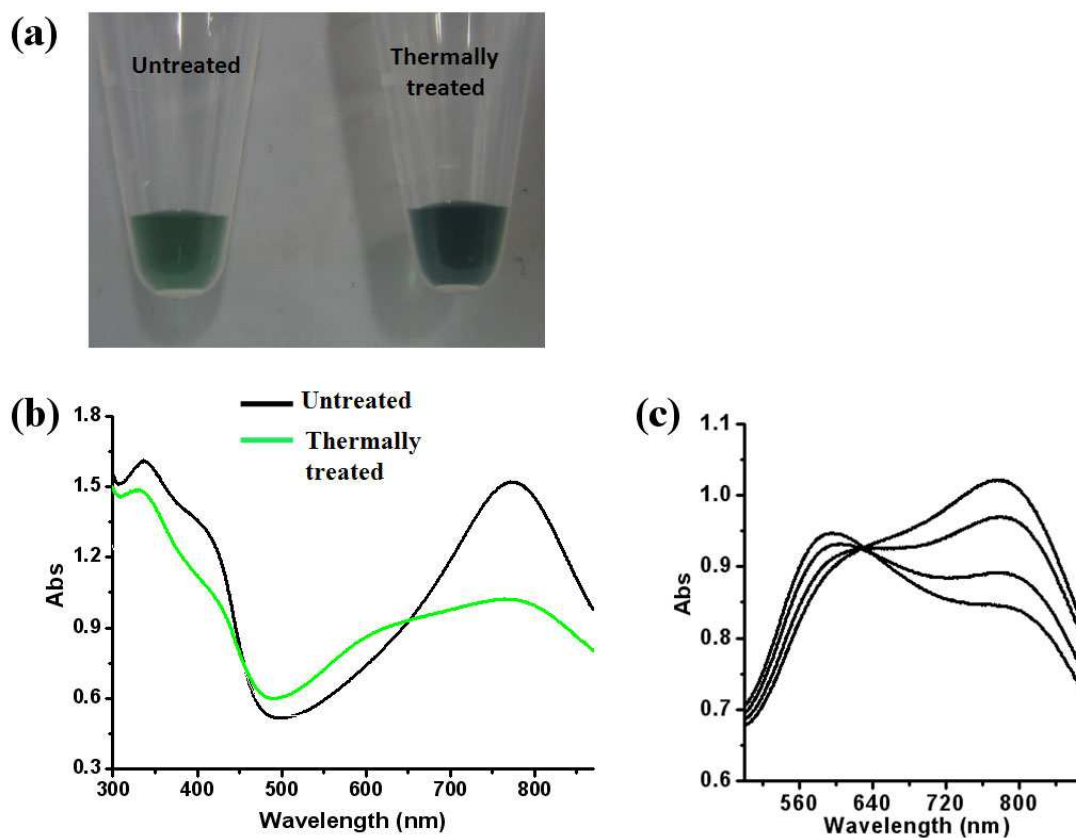 (a)
Untreated
Thermally
treated
(b)
Untreated
Thermally
treated
1.8
1.5
1.2
0.9
0.6
0.3
Abs
300 400 500 600 700 800
Wavelength (nm)
(c)
1.1
1.0
0.9
0.8
0.7
0.6
Abs
560 640 720 800
Wavelength (nm)